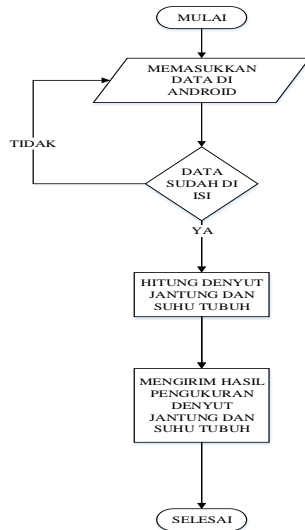 MULAI
MEMASUKKAN
DATA DI
ANDROID
TIDAK
DATA
SUDAH DI
ISI
YA
HITUNG DENYUT
JANTUNG DAN
SUHU TUBUH
MENGIRIM HASIL
PENGUKURAN
DENYUT
JANTUNG DAN
SUHU TUBUH
SELESAI